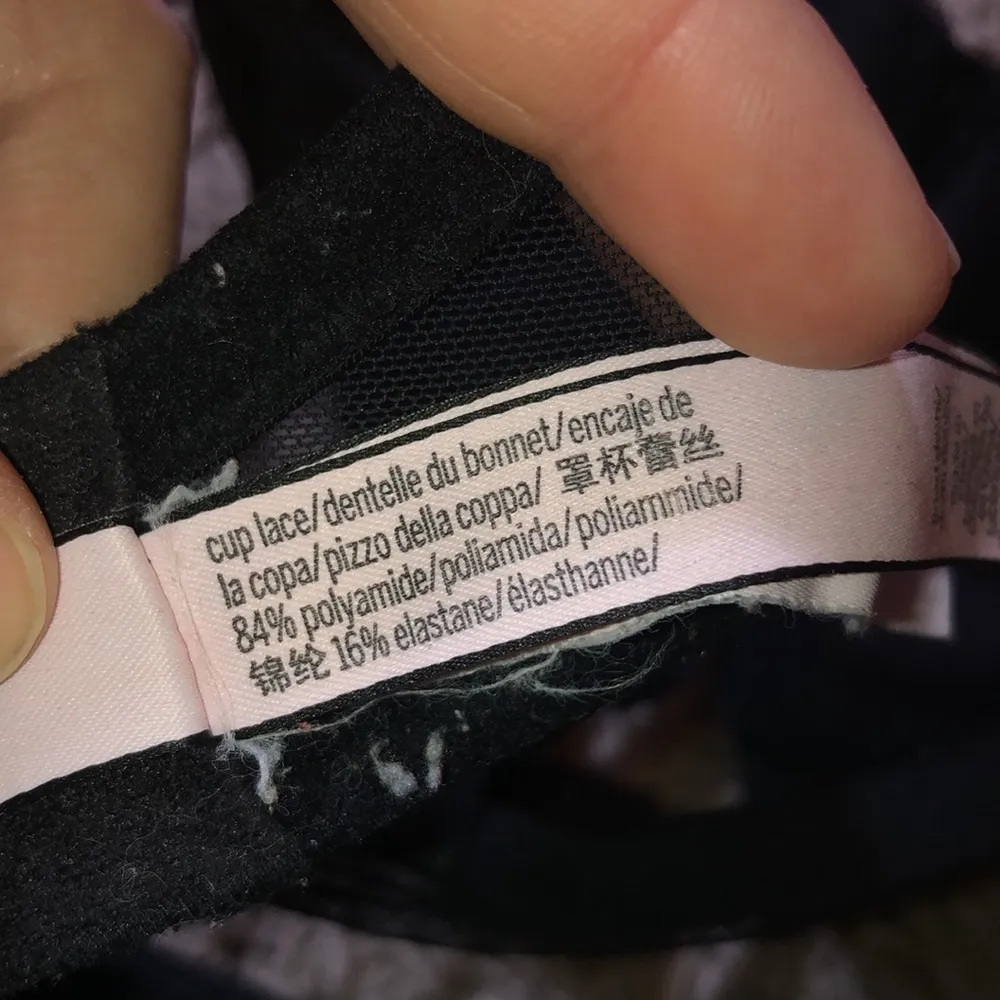 cup lace/dentelle du bonnet/encaje de
la copa/pizzo della coppa/ 罩杯蕾丝
84% polyamide/poliamida/poliammide/
锦纶 16% elastane/élasthanne/